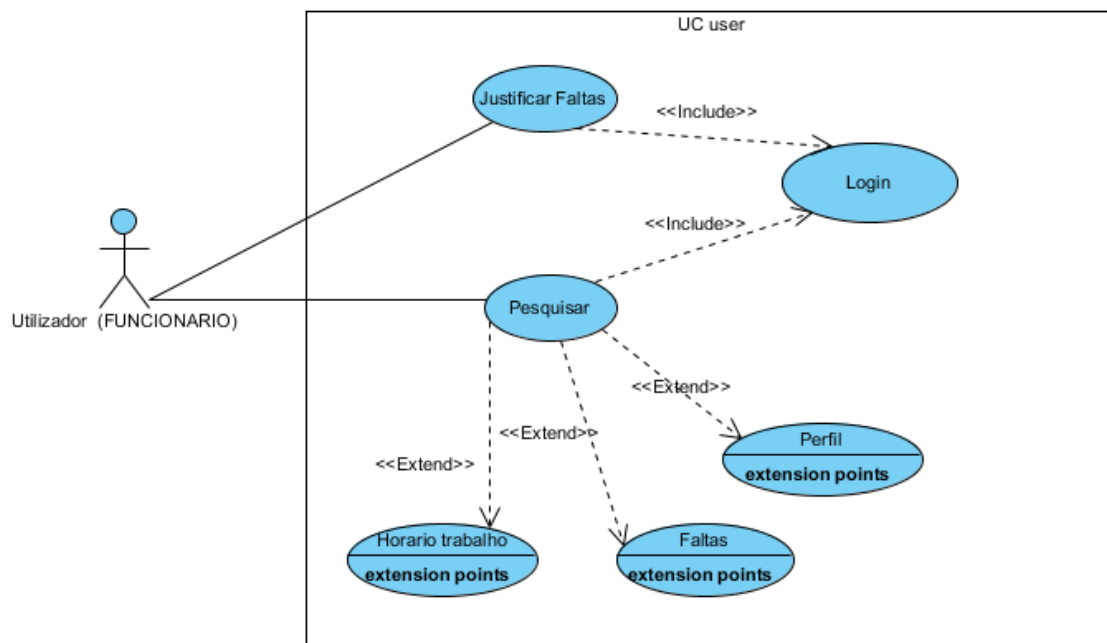 UC user
Justificar Faltas
<<Include>>
Login
<<Include>>
Utilizador (FUNCIONARIO)
Pesquisar
<<Extend>>
<<Extend>>
<<Extend>>
Perfil
extension points
Horario trabalho
extension points
Faltas
extension points